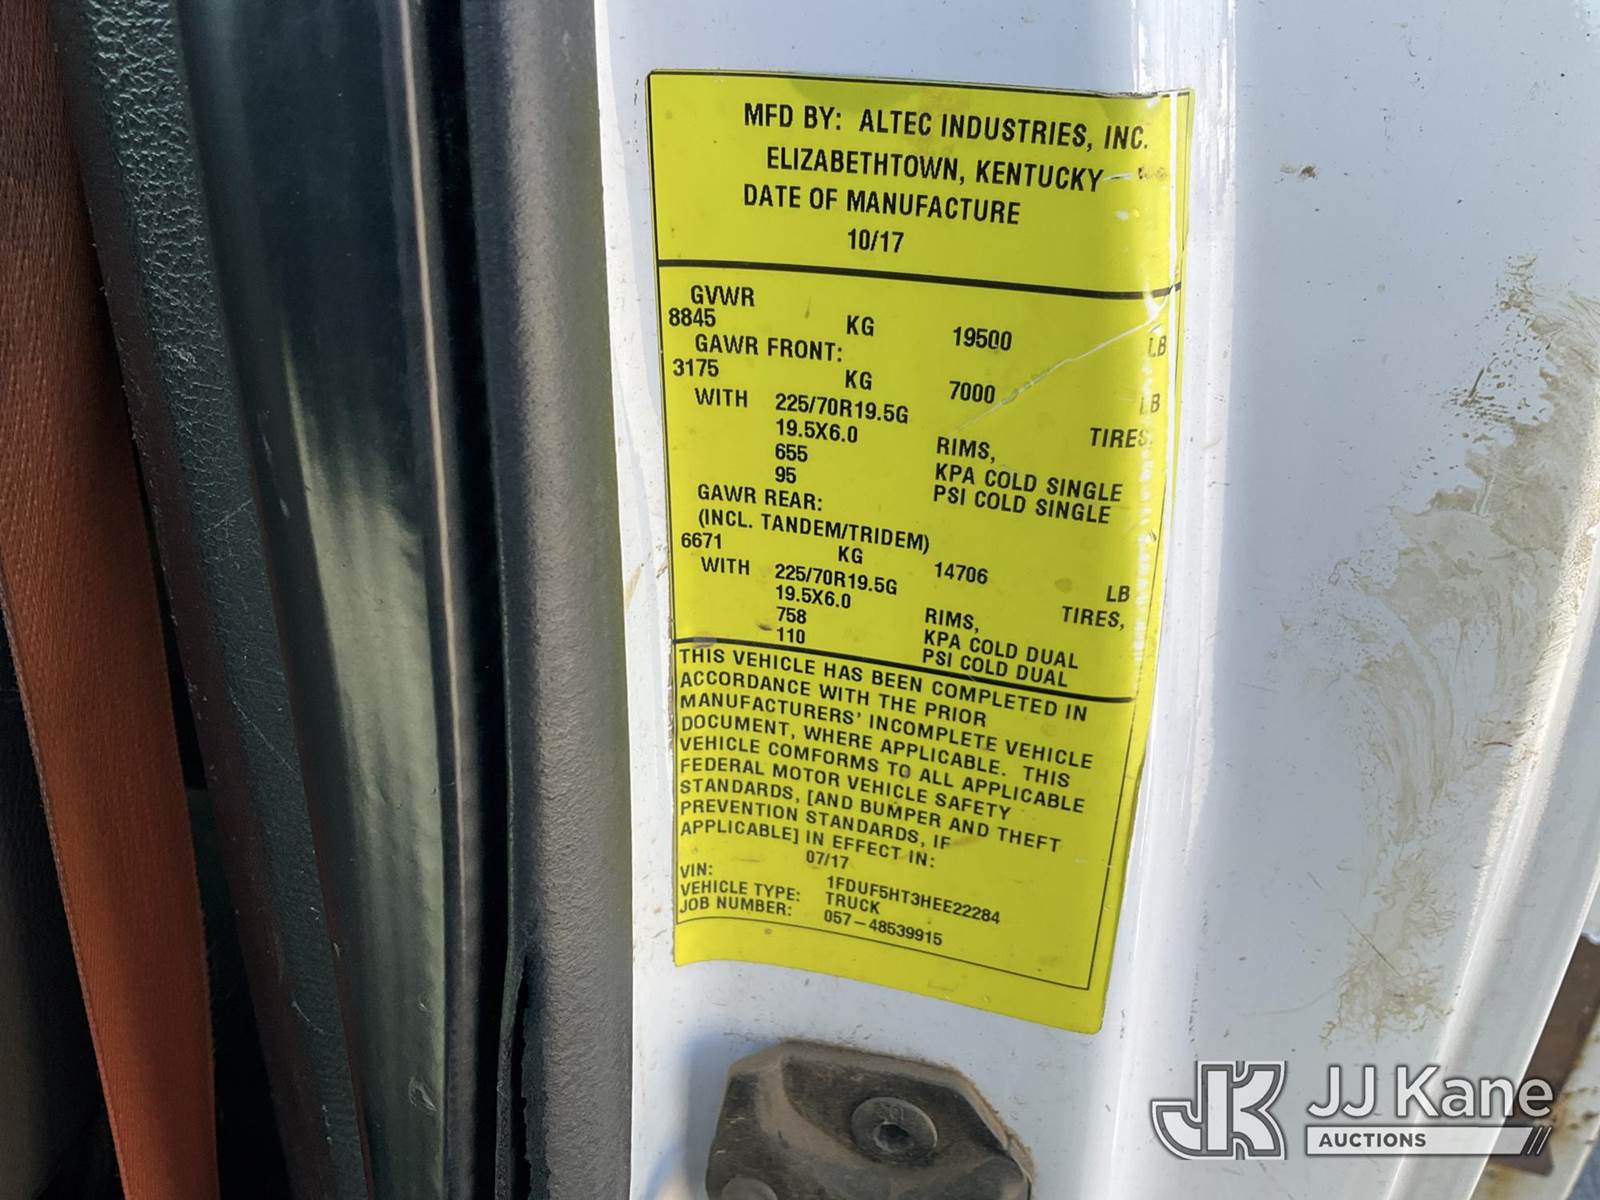 MFD BY: ALTEC INDUSTRIES, INC.
ELIZABETHTOWN, KENTUCKY
DATE OF MANUFACTURE
10/17
GVWR
8845 KG 19500 LB
GAWR FRONT:
3175 KG 7000 LB
WITH 225/70R19.5G TIRES,
19.5X6.0 RIMS,
655 KPA COLD SINGLE
95 PSI COLD SINGLE
GAWR REAR:
(INCL. TANDEM/TRIDEM)
6671 KG 14706 LB
WITH 225/70R19.5G TIRES,
19.5X6.0 RIMS,
758 KPA COLD DUAL
110 PSI COLD DUAL
THIS VEHICLE HAS BEEN COMPLETED IN
ACCORDANCE WITH THE PRIOR
MANUFACTURERS' INCOMPLETE VEHICLE
DOCUMENT, WHERE APPLICABLE. THIS
VEHICLE COMFORMS TO ALL APPLICABLE
FEDERAL MOTOR VEHICLE SAFETY
STANDARDS, [AND BUMPER AND THEFT
PREVENTION STANDARDS, IF
APPLICABLE] IN EFFECT IN:
07/17
VIN: 1FDUF5HT3HEE22284
VEHICLE TYPE: TRUCK
JOB NUMBER: 057-48539915
JK JJ Kane
AUCTIONS